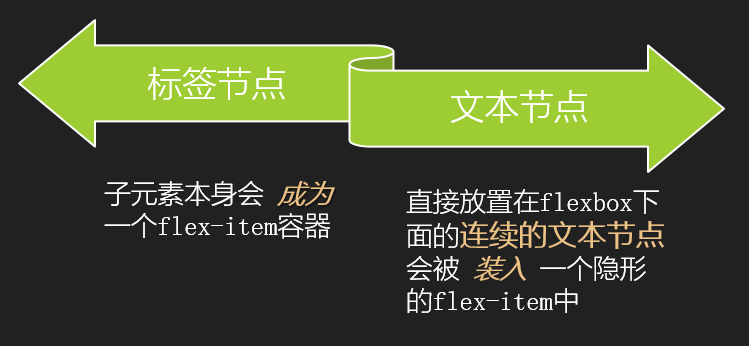 标签节点
文本节点
子元素本身会 成为
一个flex-item容器
直接放置在flexbox下
面的连续的文本节点
会被 装入 一个隐形
的flex-item中